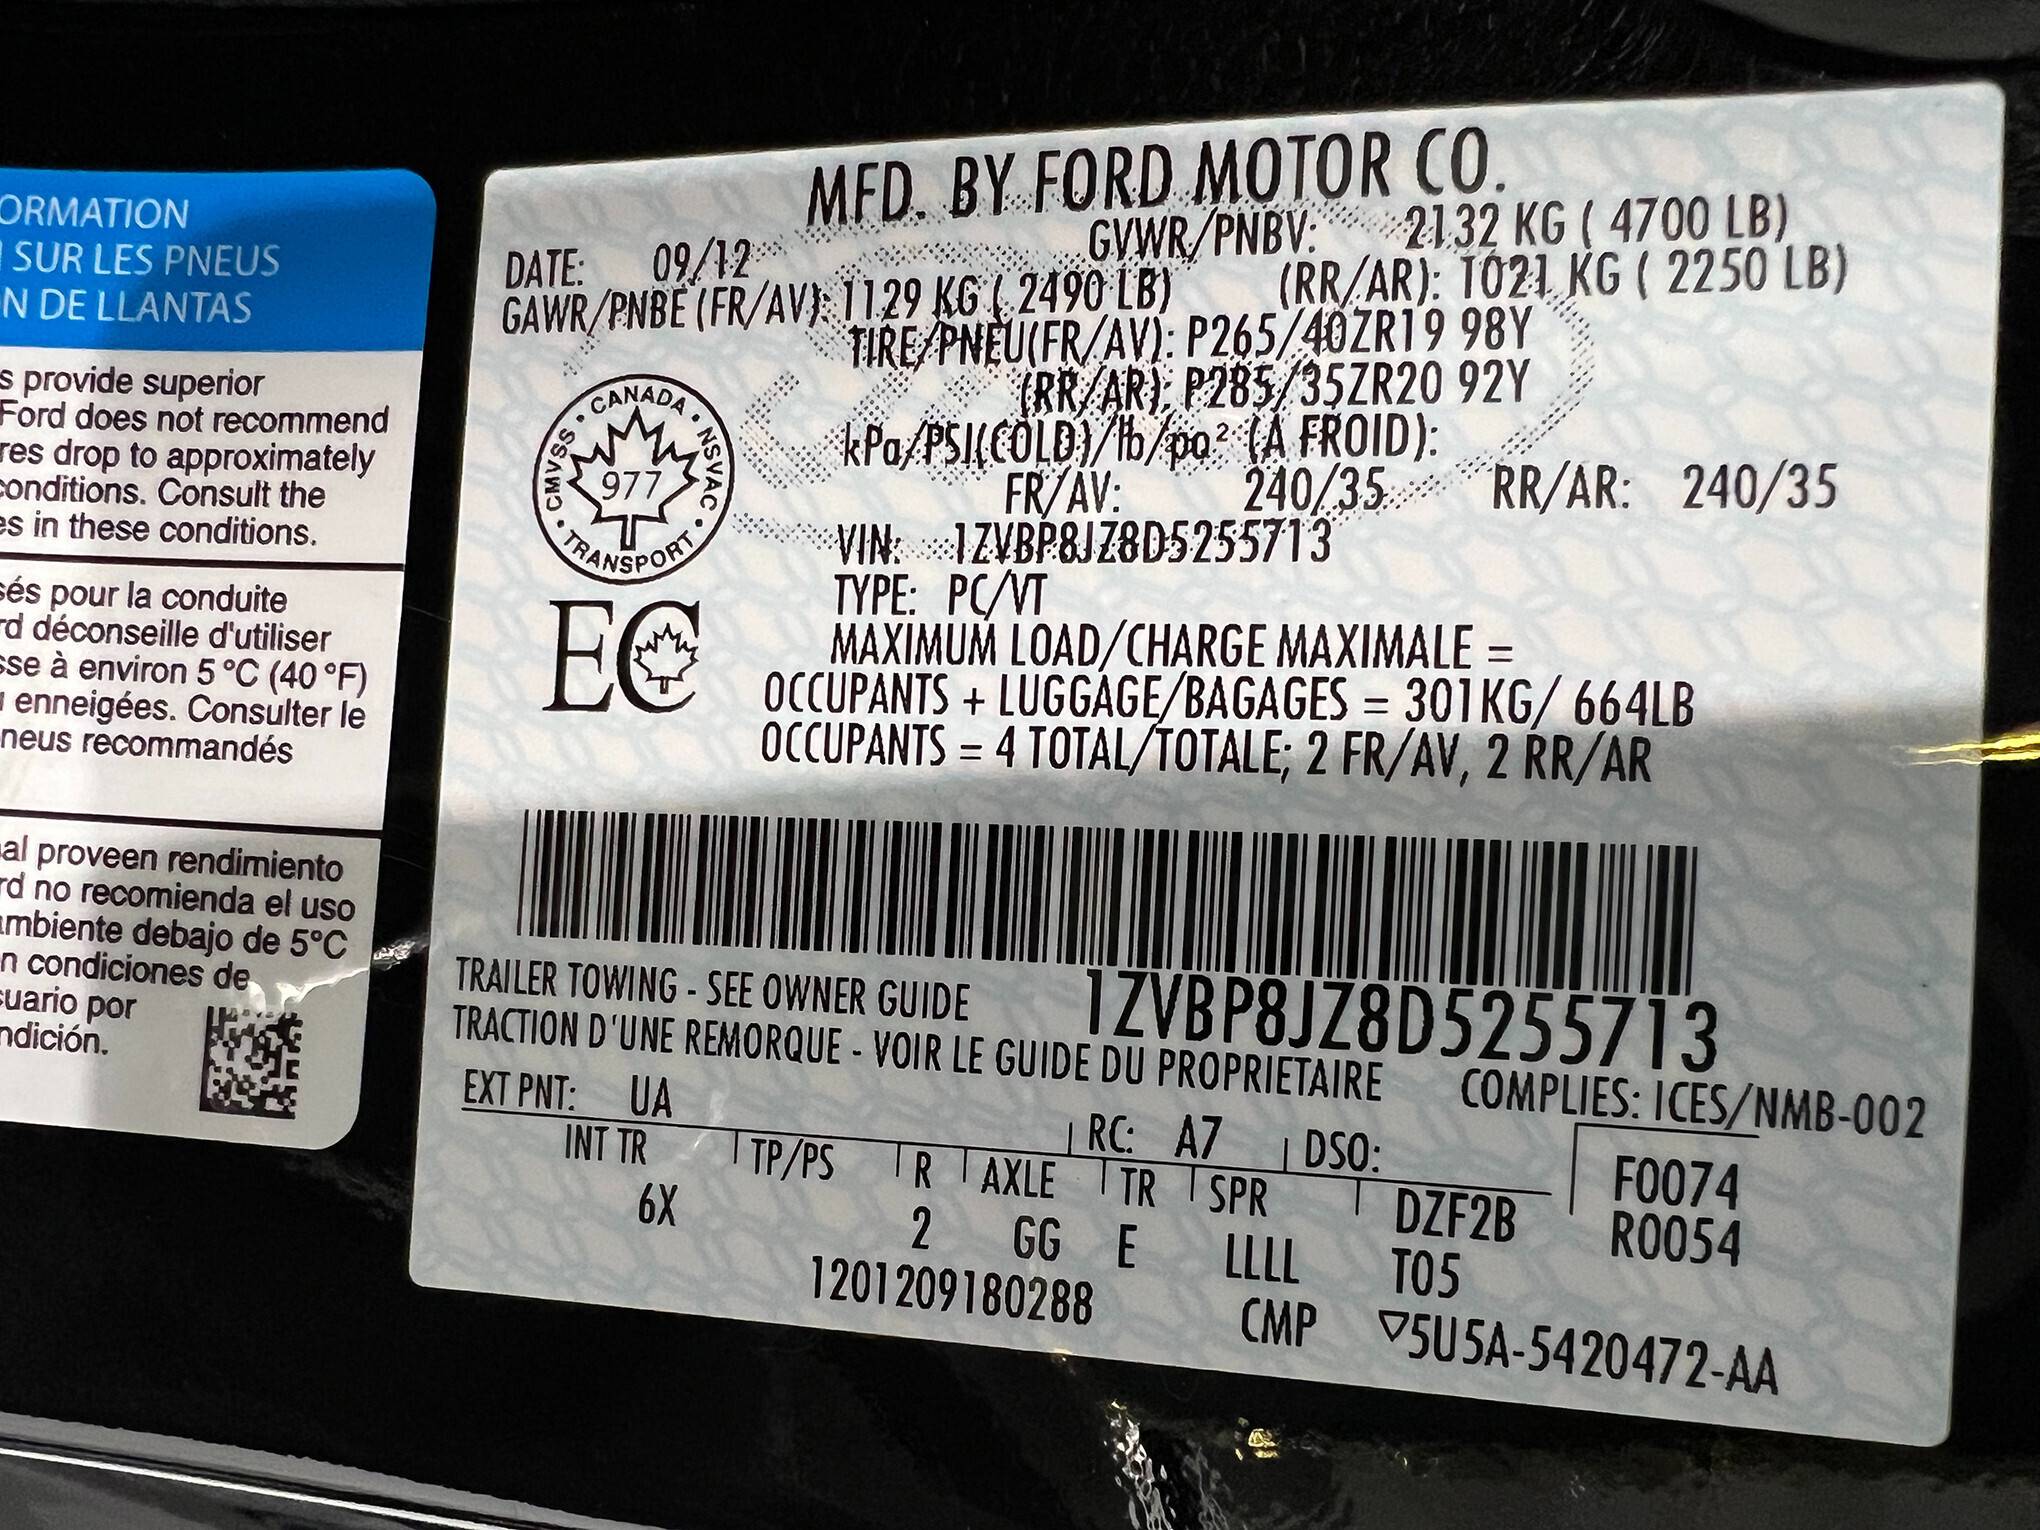 ORMATION
SUR LES PNEUS
N DE LLANTAS
s provide superior
Ford does not recommend
res drop to approximately
conditions. Consult the
es in these conditions.
sés pour la conduite
rd déconseille d'utiliser
sse à environ 5 °C (40 °F)
enneigées. Consulter le
neus recommandés
al proveen rendimiento
rd no recomienda el uso
ambiente debajo de 5°C
n condiciones de
suario por
ndición.
MFD. BY FORD MOTOR CO.
DATE: 09/12 GVWR/PNBV: 2132 KG ( 4700 LB)
GAWR/PNBE (FR/AV): 1129 KG ( 2490 LB) (RR/AR): 1021 KG ( 2250 LB)
TIRE/PNEU(FR/AV): P265/40ZR19 98Y
(RR/AR): P285/35ZR20 92Y
kPa/PSI(COLD)/lb/po² (A FROID):
FR/AV: 240/35 RR/AR: 240/35
VIN: 1ZVBP8JZ8D5255713
TYPE: PC/VT
MAXIMUM LOAD/CHARGE MAXIMALE =
OCCUPANTS + LUGGAGE/BAGAGES = 301KG/ 664LB
OCCUPANTS = 4 TOTAL/TOTALE; 2 FR/AV, 2 RR/AR
CANADA · NSVAC · TRANSPORT · CMVSS ·
977
EC
TRAILER TOWING - SEE OWNER GUIDE 1ZVBP8JZ8D5255713
TRACTION D'UNE REMORQUE - VOIR LE GUIDE DU PROPRIETAIRE COMPLIES: ICES/NMB-002
EXT PNT: UA RC: A7 DSO: F0074
INT TR TP/PS R AXLE TR SPR DZF2B R0054
6X 2 GG E LLLL T05
1201209180288 CMP ▽5U5A-5420472-AA